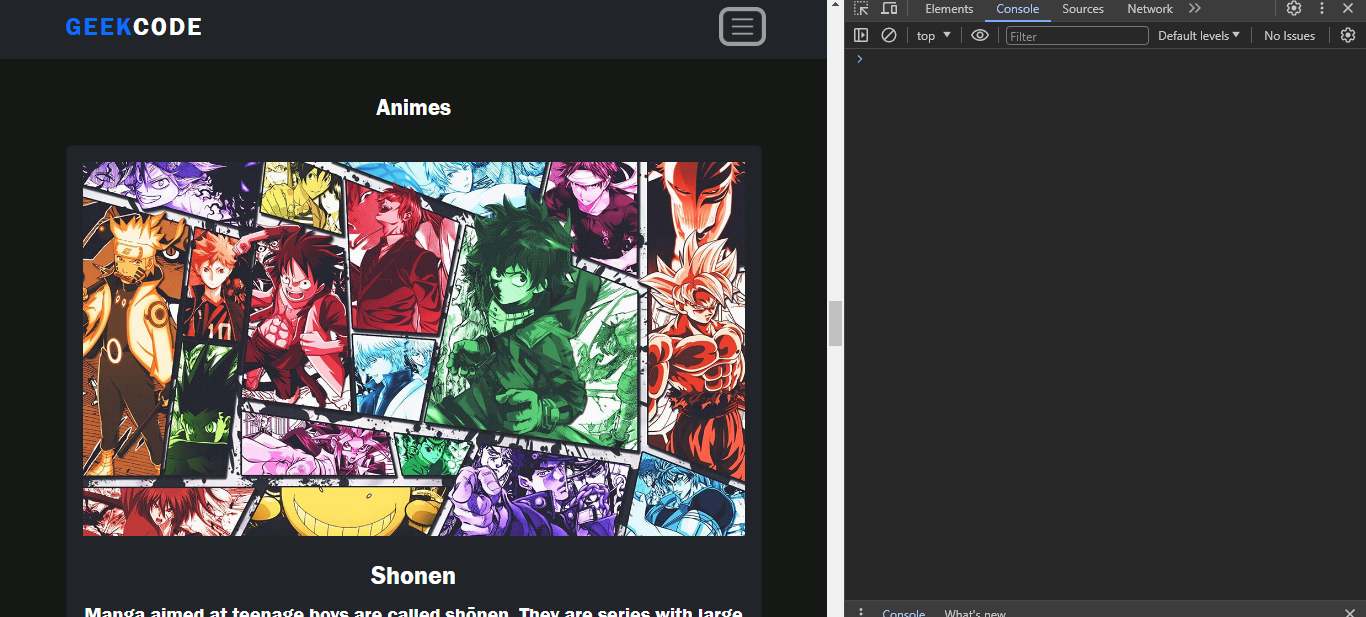 GEEKCODE
Elements Console Sources Network
top Filter Default levels No Issues
Animes
10
Shonen
Manga aimed at teenage boys are called shōnen. They are series with large
Console What's new